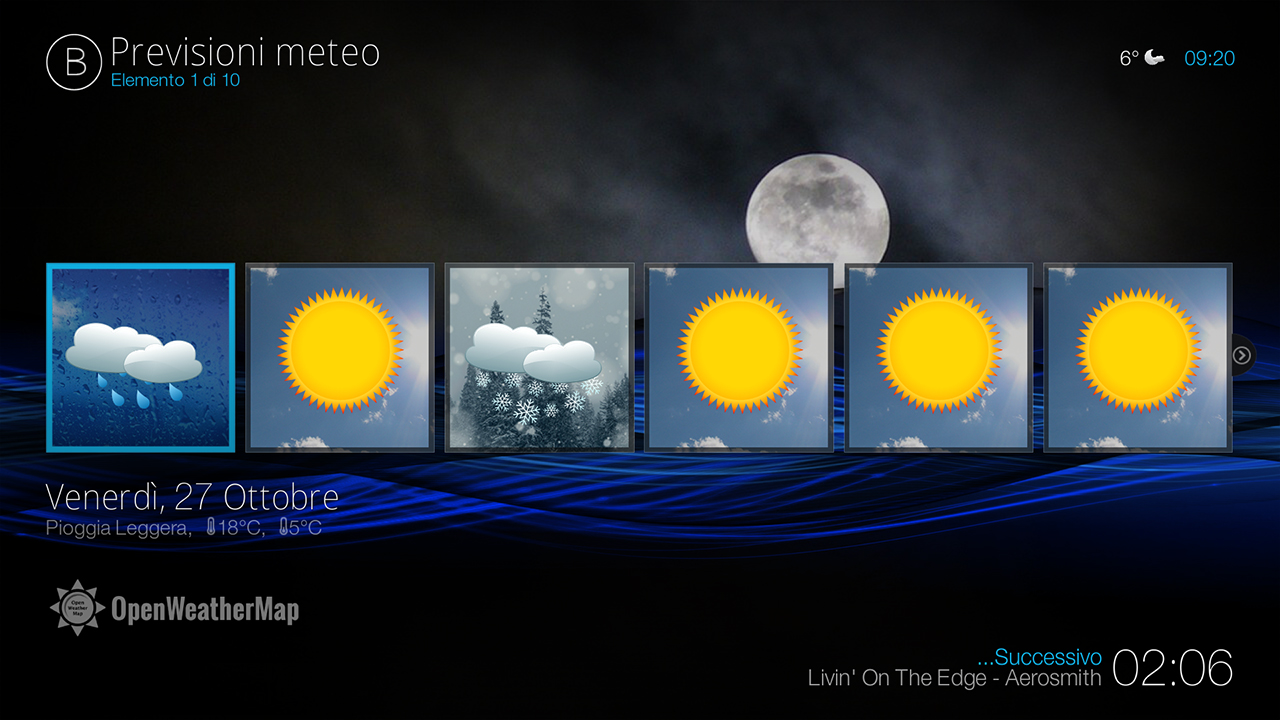 B
Previsioni meteo
Elemento 1 di 10
6° 09:20
Venerdì, 27 Ottobre
Pioggia Leggera, 18°C, 5°C
Open
Weather
Map
OpenWeatherMap
...Successivo
Livin' On The Edge - Aerosmith
02:06